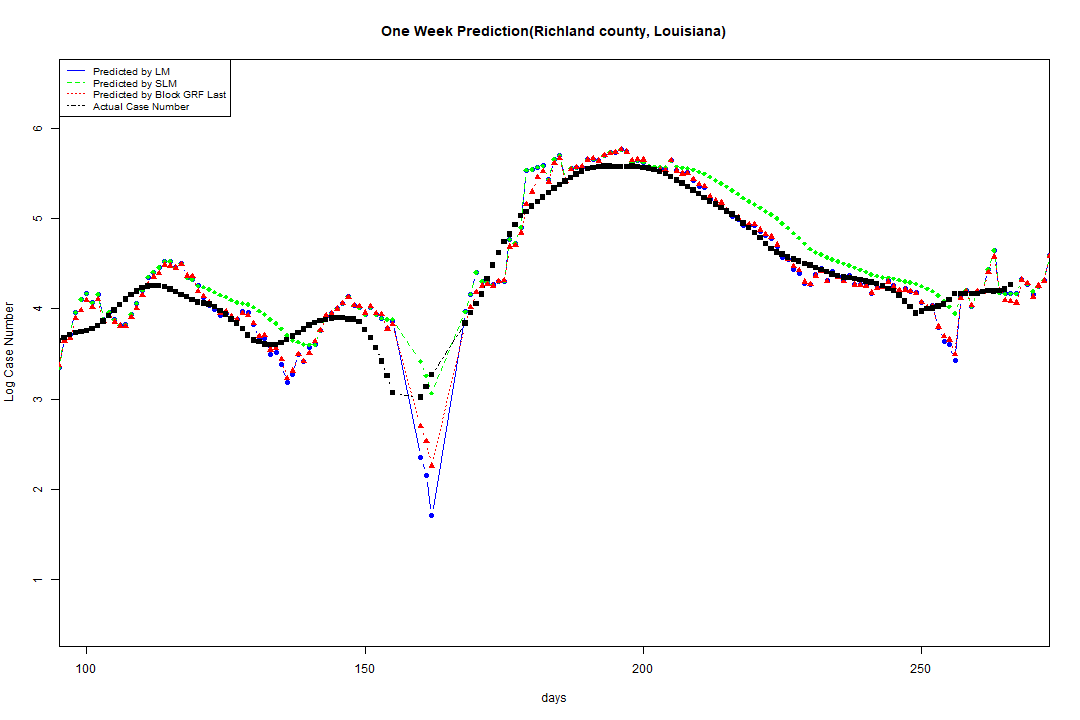 One Week Prediction(Richland county, Louisiana)
Predicted by LM
Predicted by SLM
Predicted by Block GRF Last
Actual Case Number
6
5
4
3
2
1
Log Case Number
100 150 200 250
days